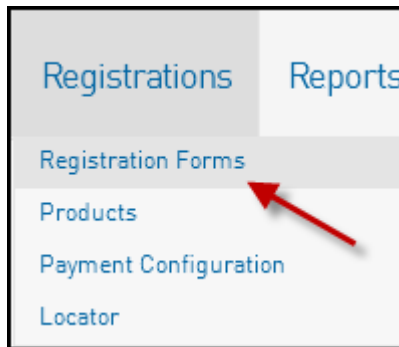 Registrations Reports
Registration Forms
Products
Payment Configuration
Locator